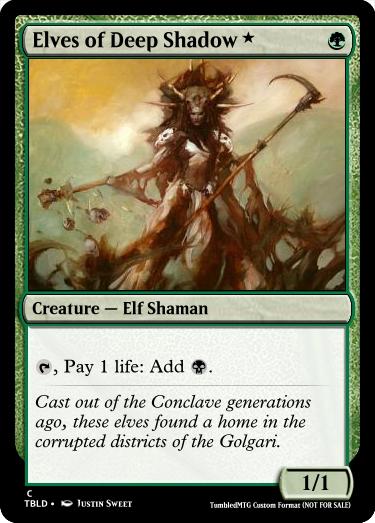 Elves of Deep Shadow ★
Creature — Elf Shaman
, Pay 1 life: Add .
Cast out of the Conclave generations
ago, these elves found a home in the
corrupted districts of the Golgari.
1/1
C
TBLD • Justin Sweet
TumbledMTG Custom Format (NOT FOR SALE)